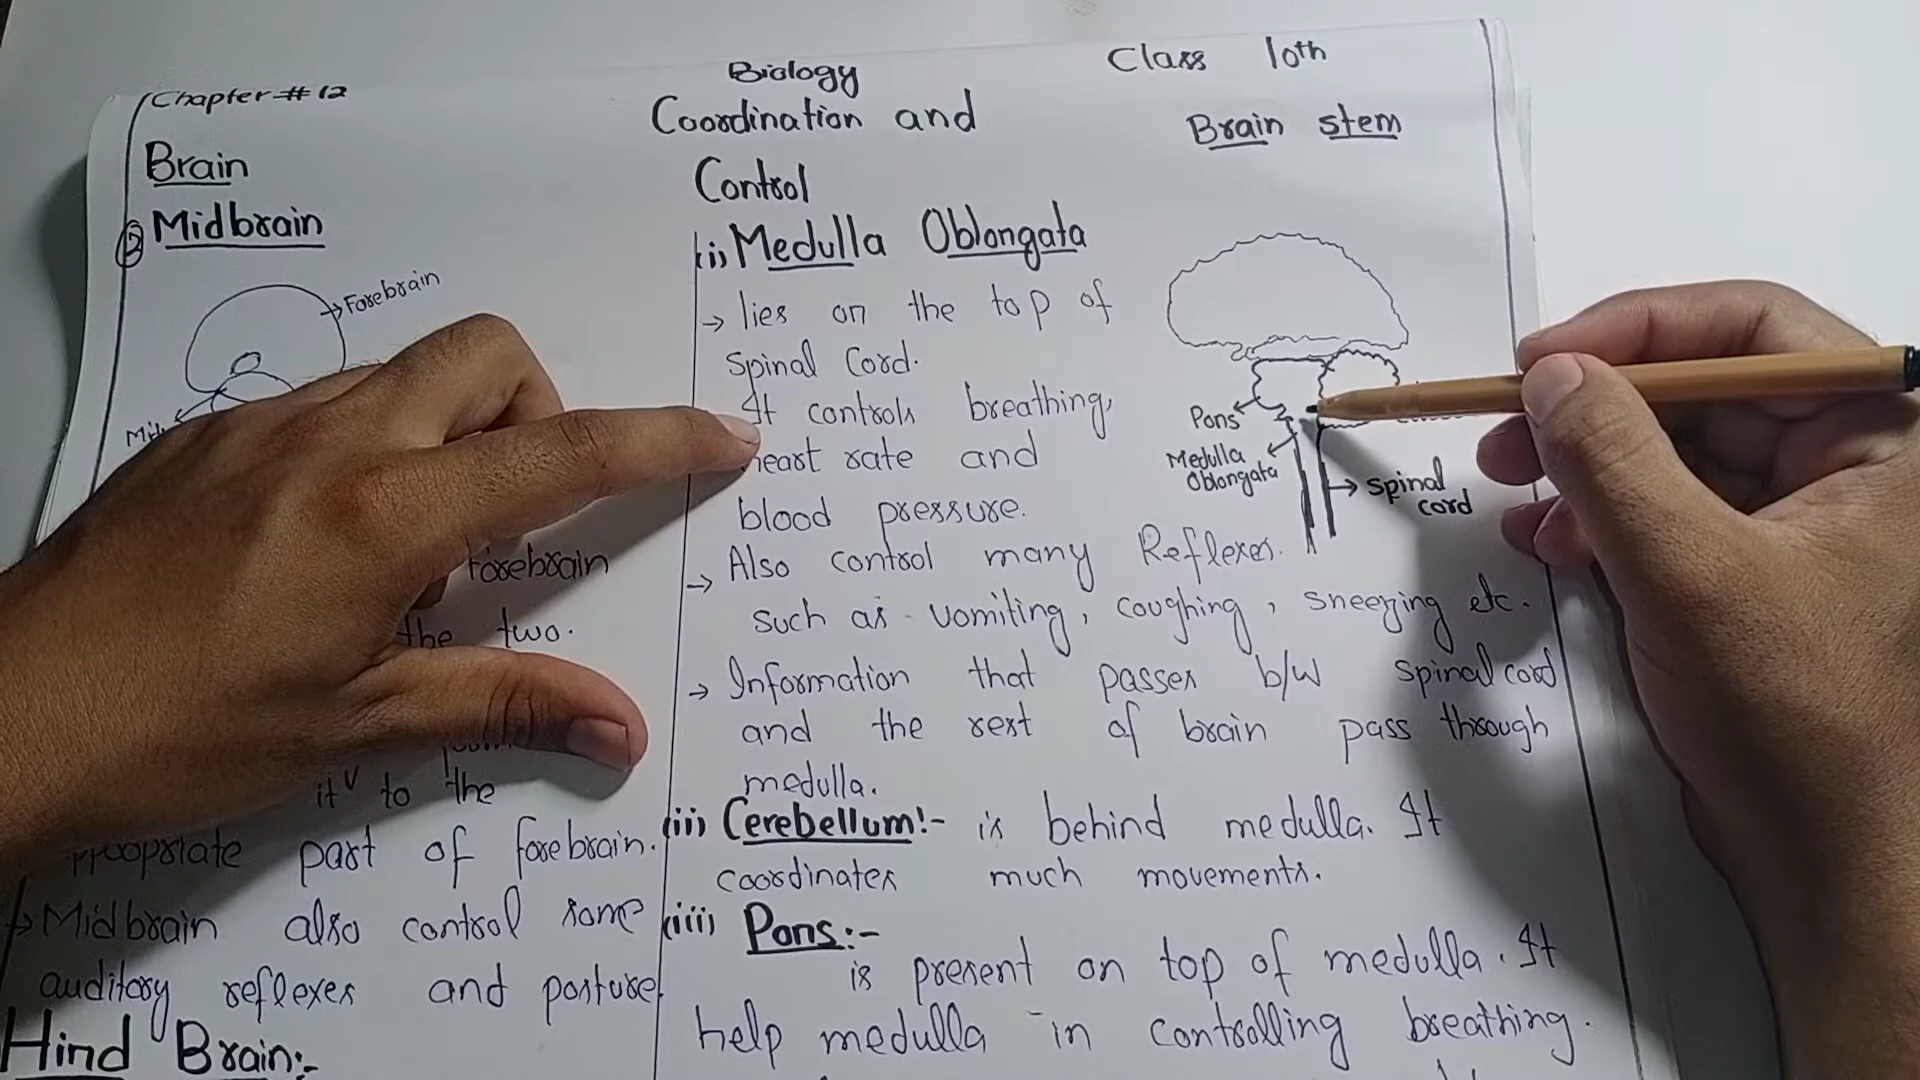 Chapter # 12
Biology
Class 10th
Coordination and
Control
Brain stem
Brain
② Midbrain
Forebrain
forebrain
the two.
it to the
part of forebrain.
→ Midbrain also control some
auditory reflexes and posture.
Hind Brain:-
(i) Medulla Oblongata
→ lies on the top of
Spinal Cord.
It controls breathing,
heart rate and
blood pressure.
→ Also control many Reflexes.
such as - vomiting, coughing, sneezing etc.
→ Information that passes b/w spinal cord
and the rest of brain pass through
medulla.
(ii) Cerebellum:- is behind medulla. It
coordinates much movements.
(iii) Pons:-
is present on top of medulla. It
help medulla in controlling breathing.
Pons
Medulla
Oblongata
Spinal
cord